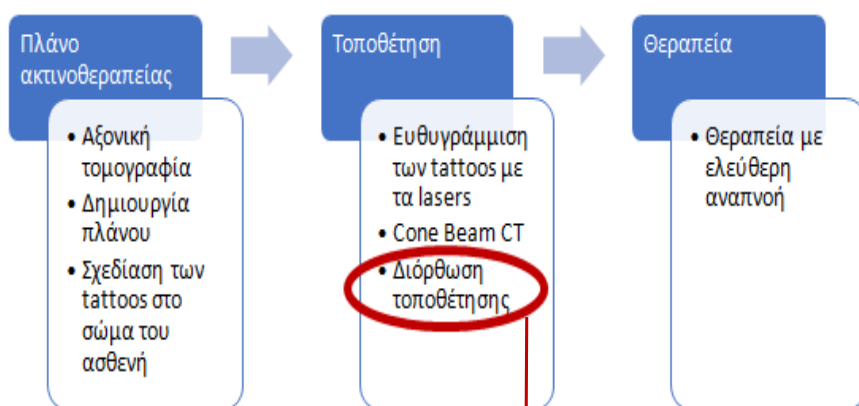 Πλάνο
ακτινοθεραπείας
• Αξονική
τομογραφία
• Δημιουργία
πλάνου
• Σχεδίαση των
tattoos στο
σώμα του
ασθενή
Τοποθέτηση
• Ευθυγράμμιση
των tattoos με
τα lasers
• Cone Beam CT
• Διόρθωση
τοποθέτησης
Θεραπεία
• Θεραπεία με
ελεύθερη
αναπνοή